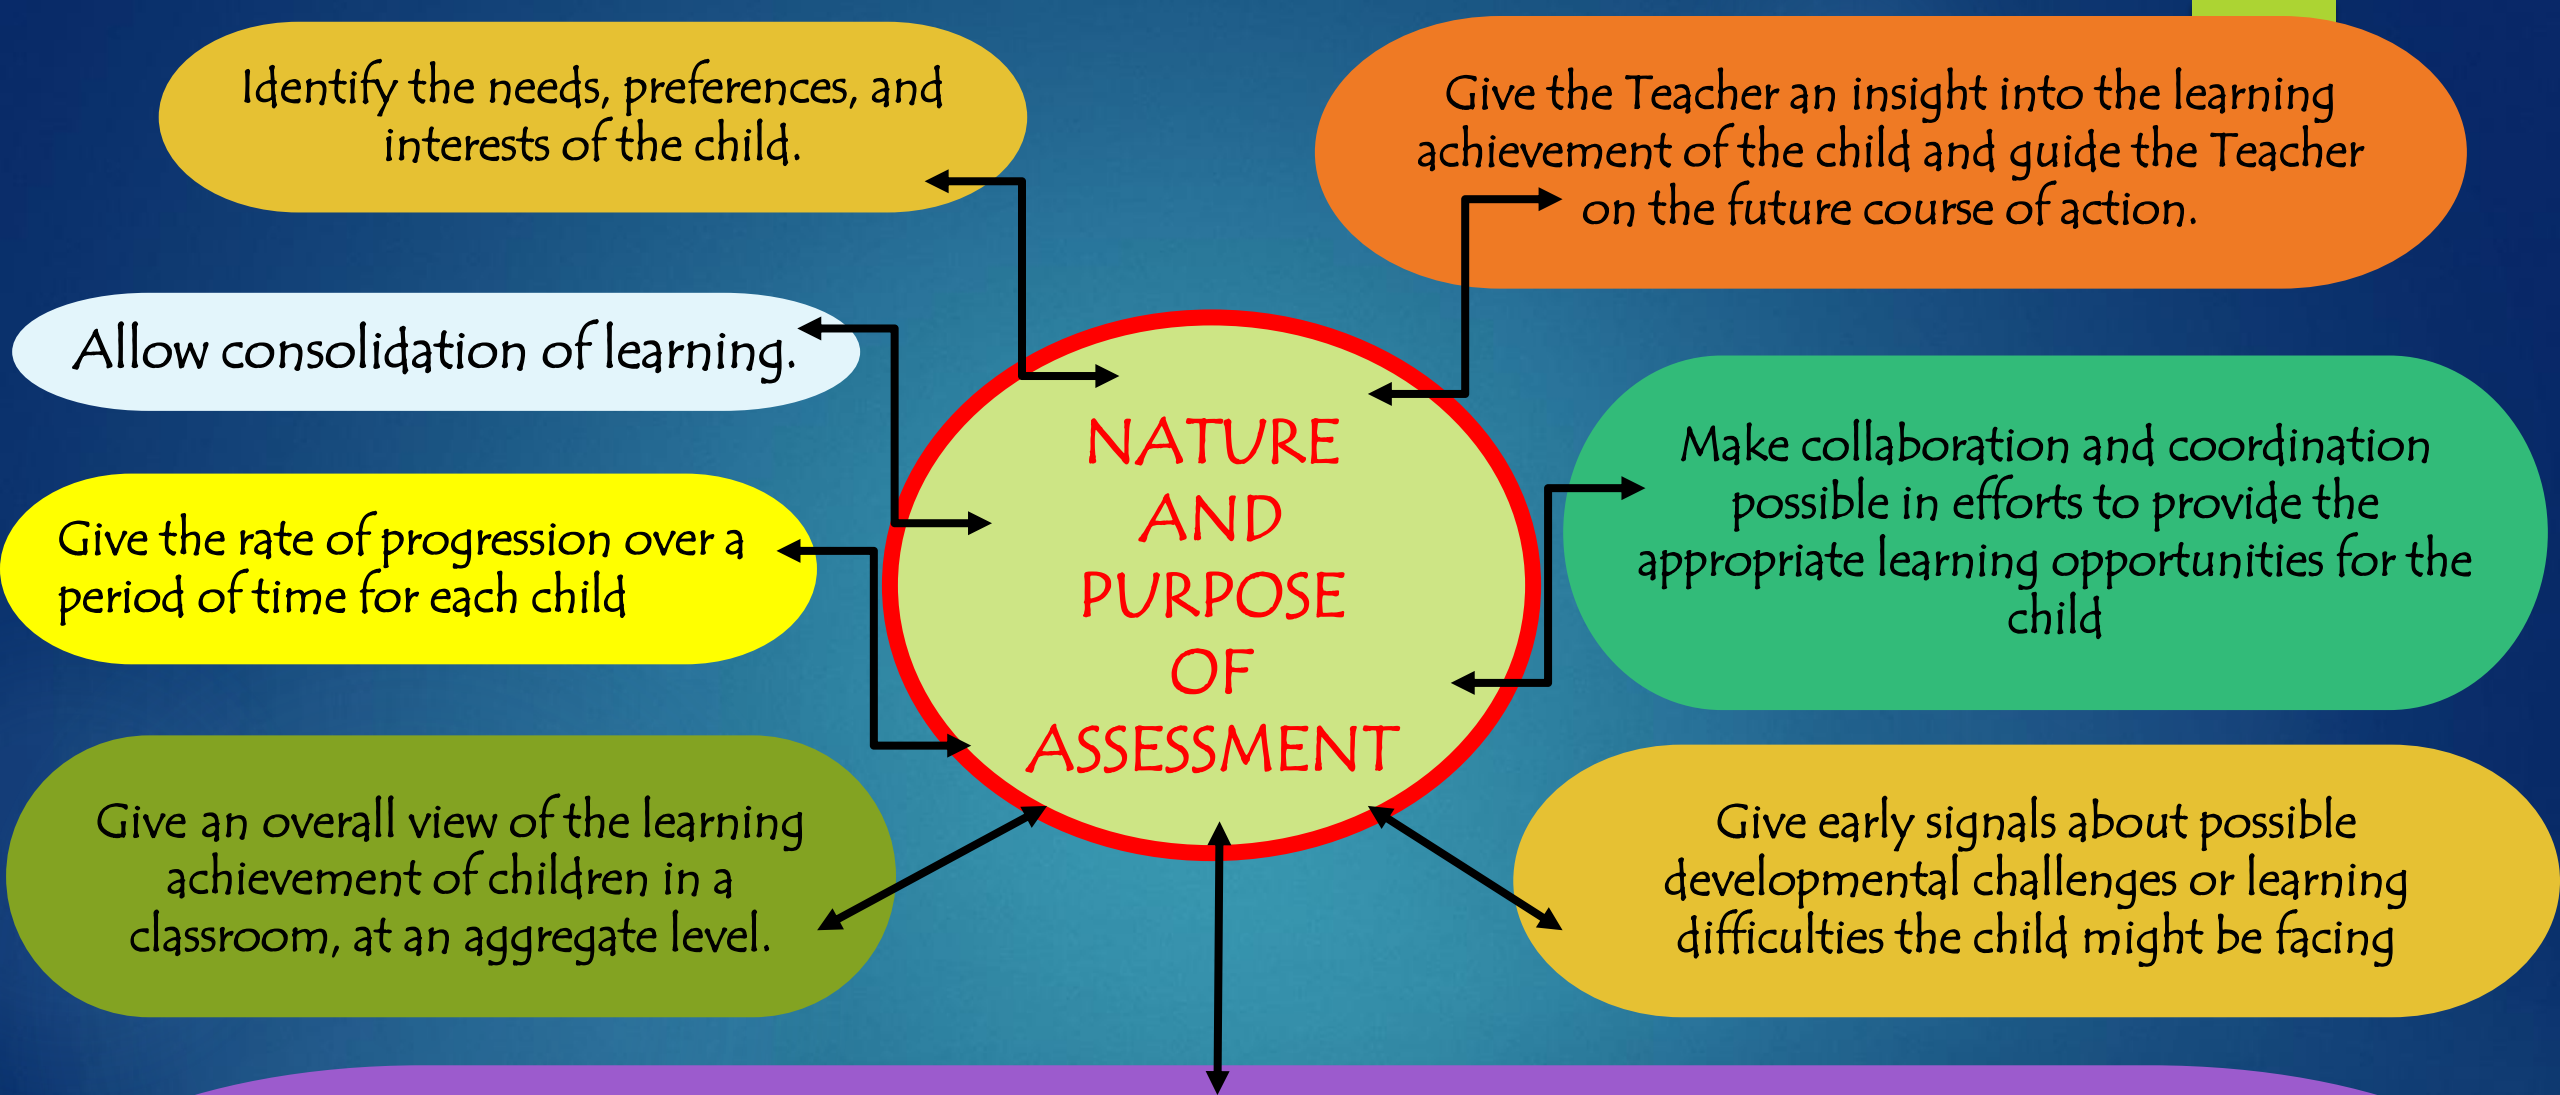 Identify the needs, preferences, and
interests of the child.
Give the Teacher an insight into the learning
achievement of the child and guide the Teacher
on the future course of action.
Allow consolidation of learning.
Make collaboration and coordination
possible in efforts to provide the
appropriate learning opportunities for the
child
Give the rate of progression over a
period of time for each child
NATURE
AND
PURPOSE
OF
ASSESSMENT
Give an overall view of the learning
achievement of children in a
classroom, at an aggregate level.
Give early signals about possible
developmental challenges or learning
difficulties the child might be facing